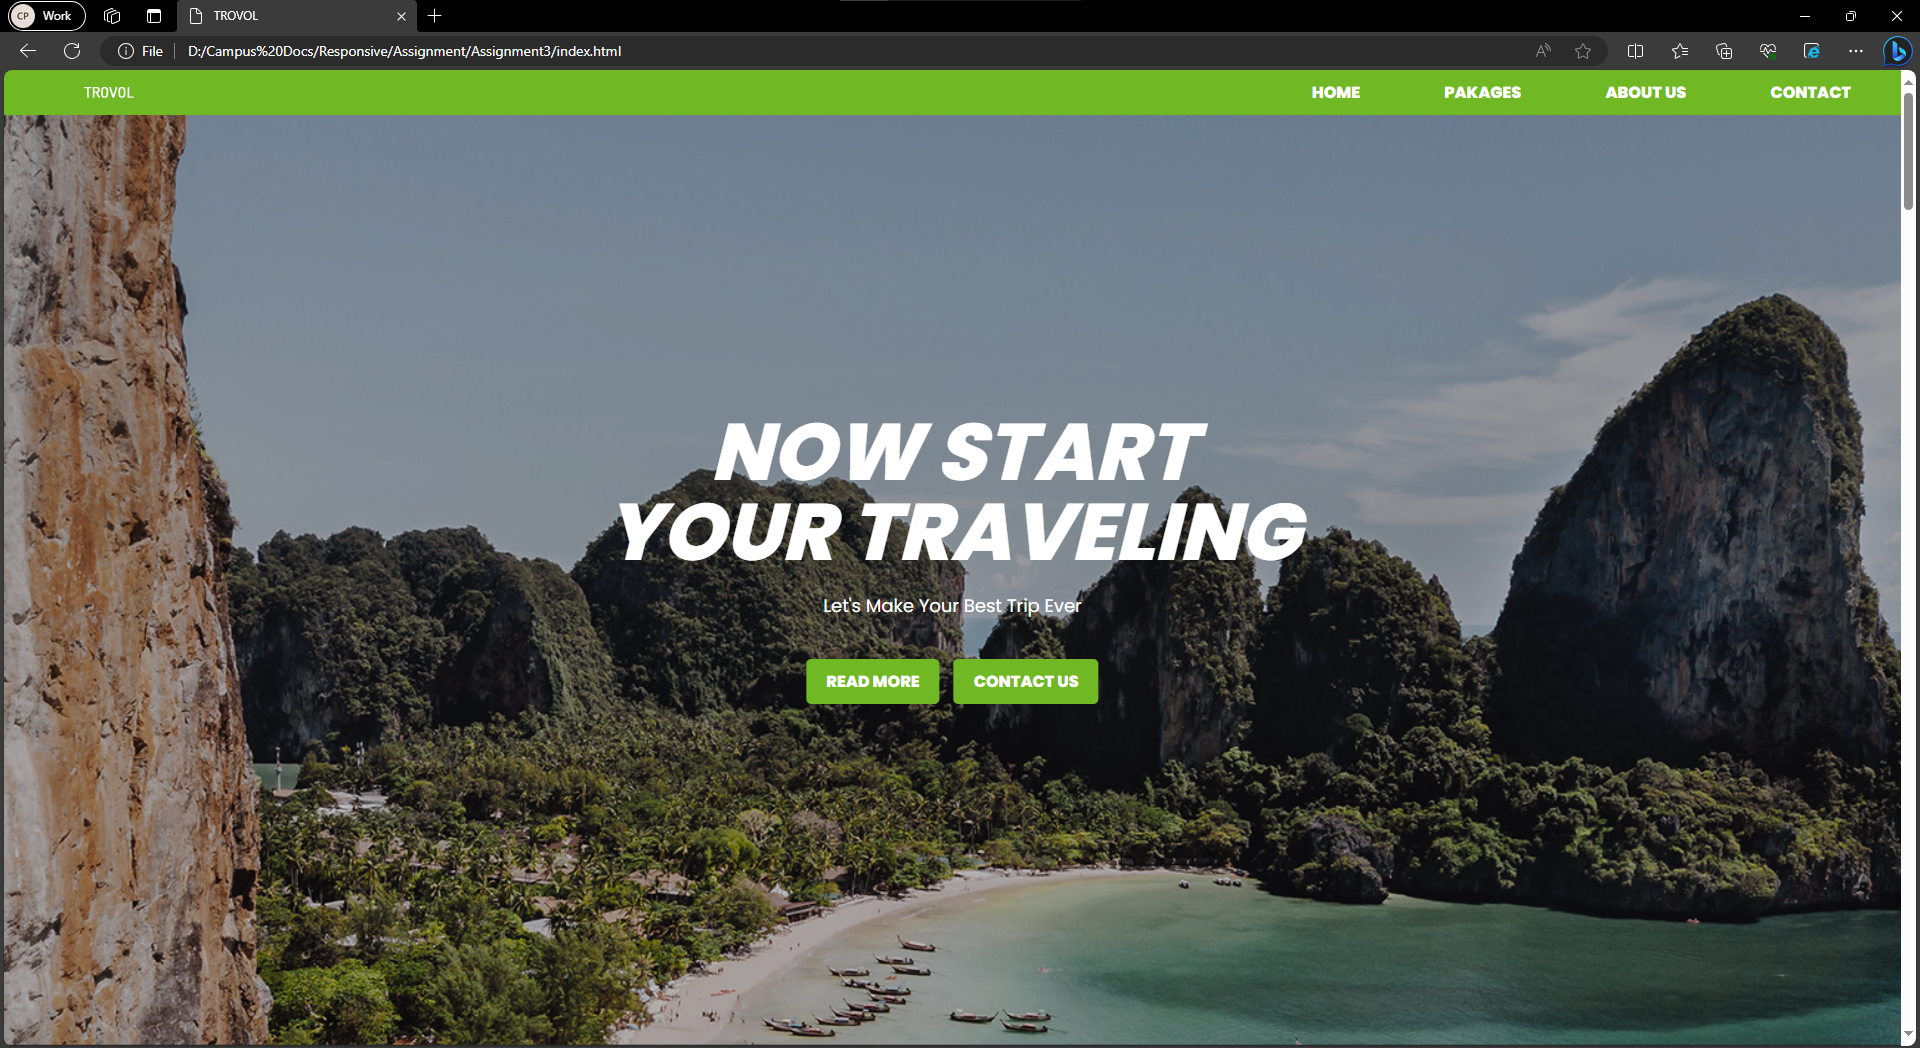 CP Work
TROVOL
File D:/Campus%20Docs/Responsive/Assignment/Assignment3/index.html
TROVOL HOME PAKAGES ABOUT US CONTACT
NOW START
YOUR TRAVELING
Let's Make Your Best Trip Ever
READ MORE CONTACT US